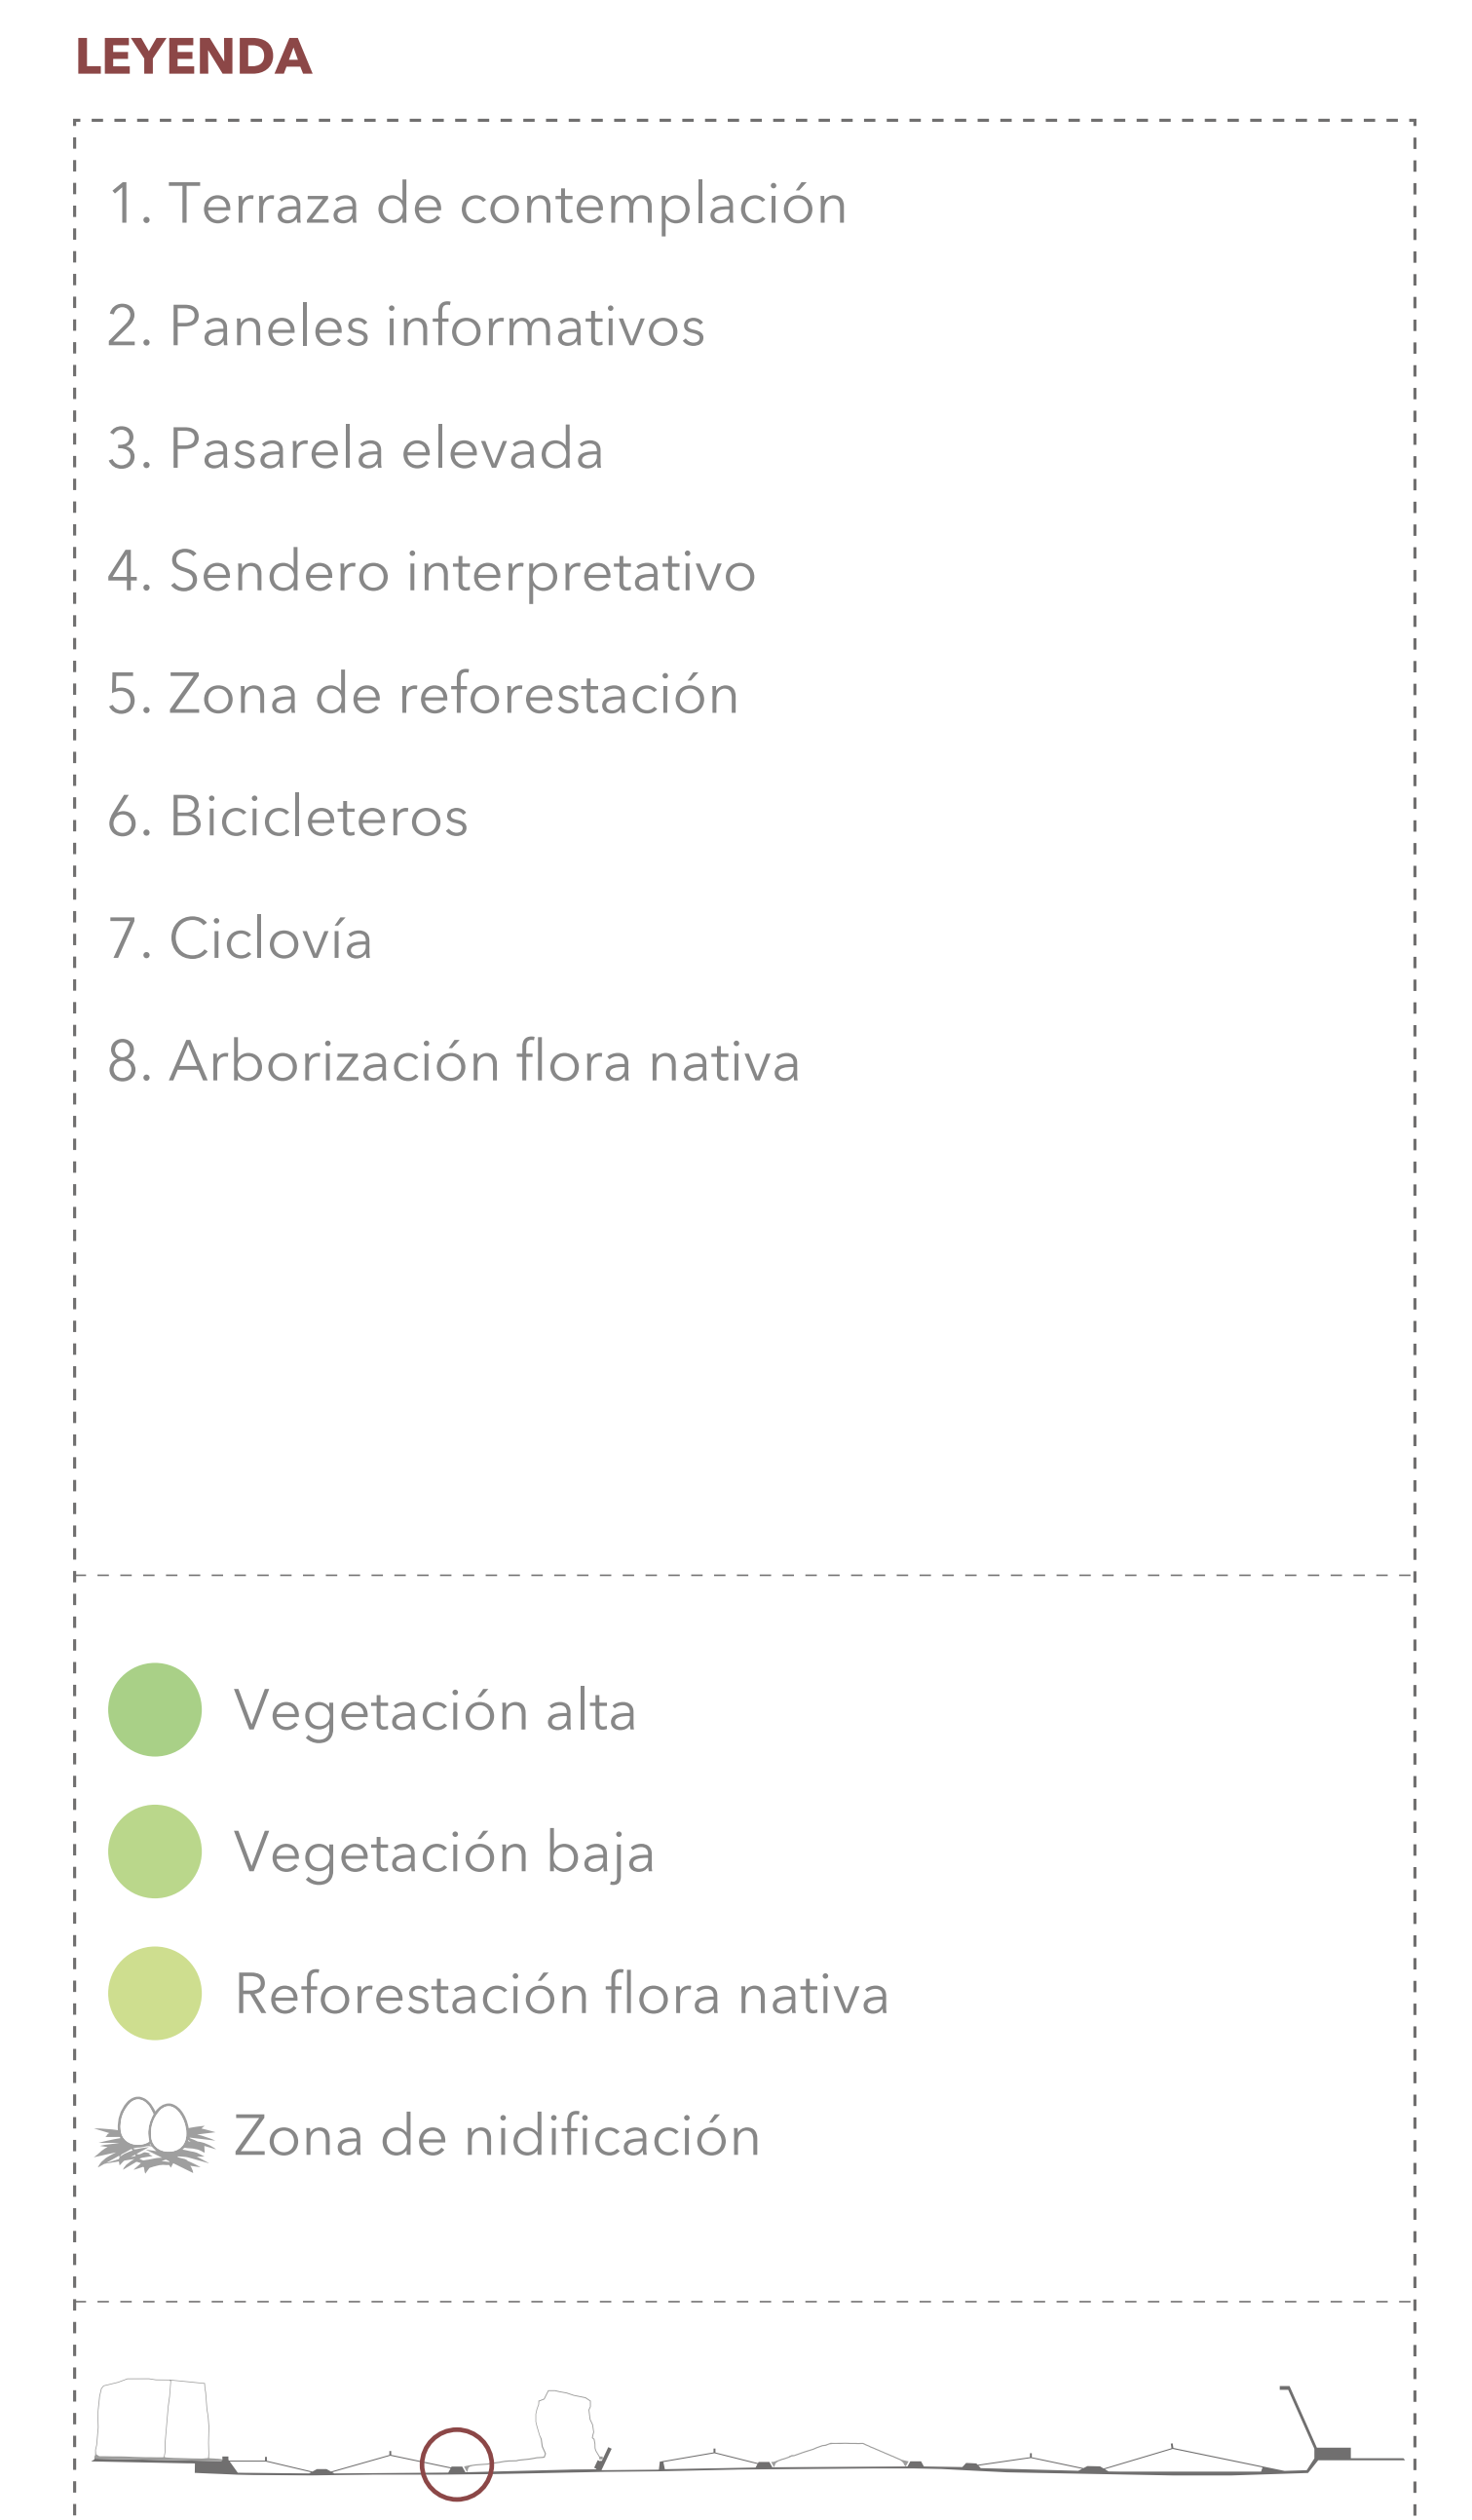 LEYENDA
1. Terraza de contemplación
2. Paneles informativos
3. Pasarela elevada
4. Sendero interpretativo
5. Zona de reforestación
6. Bicicleteros
7. Ciclovía
8. Arborización flora nativa
Vegetación alta
Vegetación baja
Reforestación flora nativa
Zona de nidificación